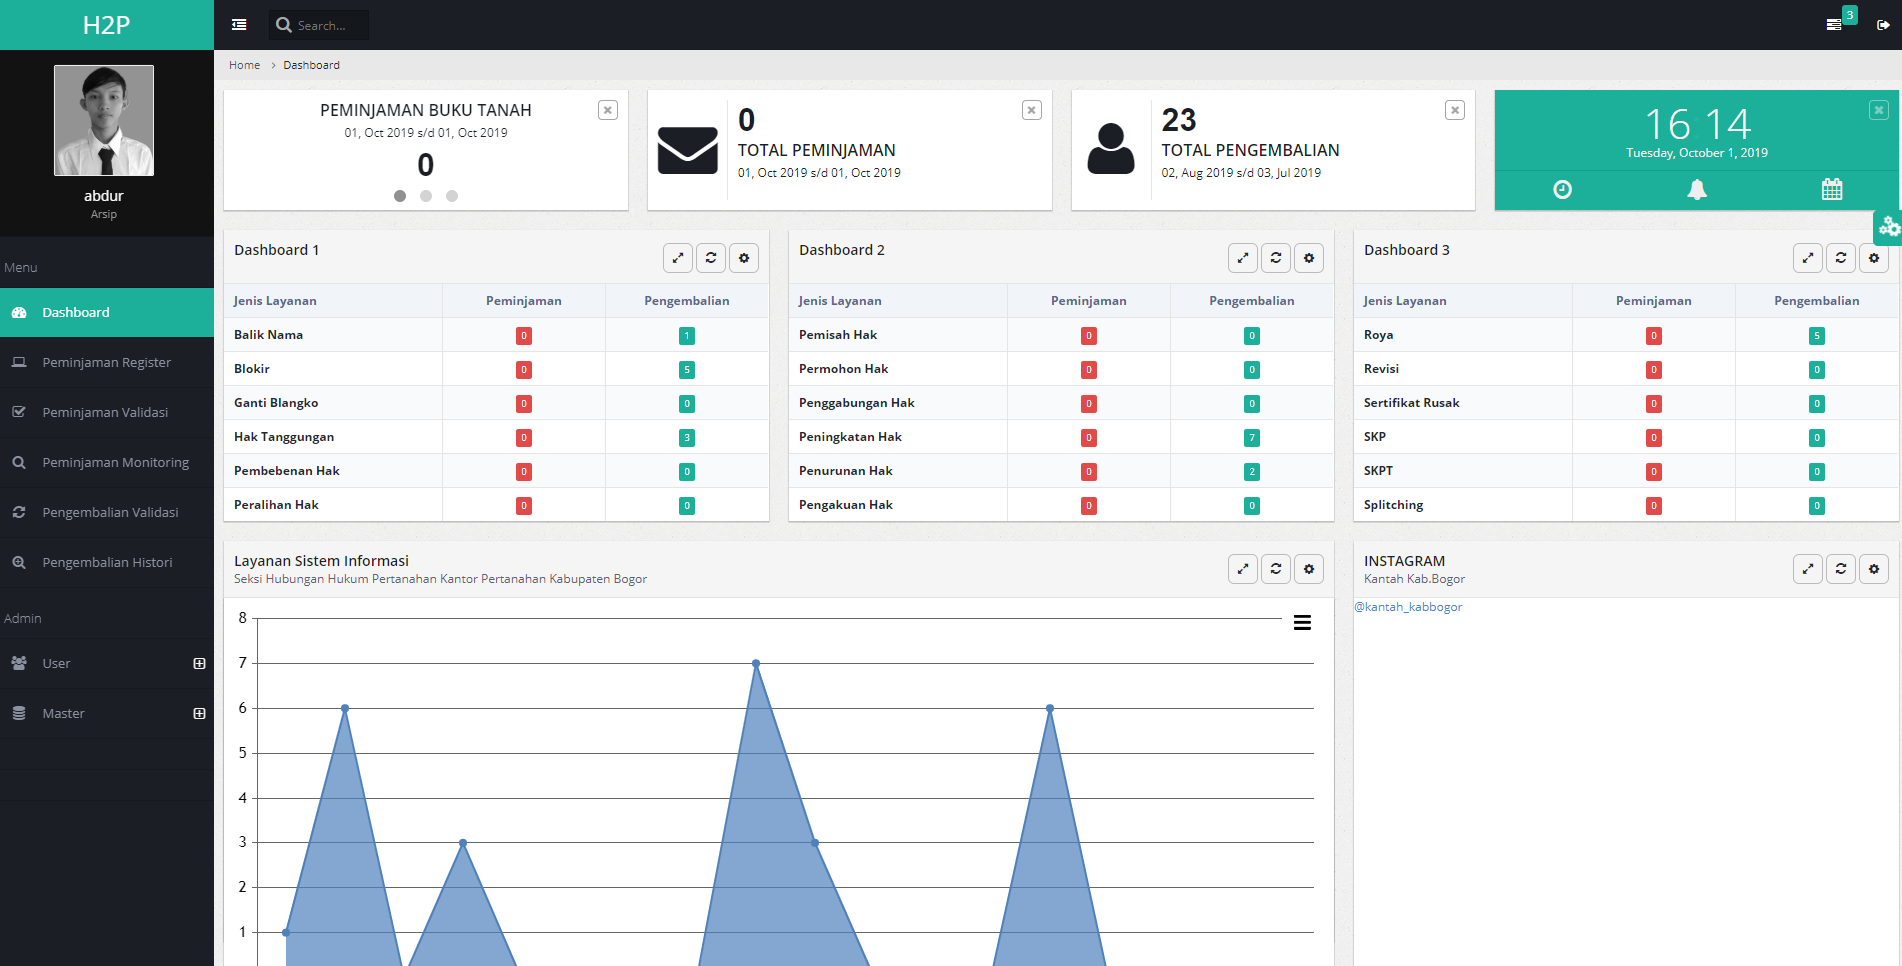 H2P
Search...
3
abdur
Arsip
Menu
Dashboard
Peminjaman Register
Peminjaman Validasi
Peminjaman Monitoring
Pengembalian Validasi
Pengembalian Histori
Admin
User
Master
Home > Dashboard
PEMINJAMAN BUKU TANAH
01, Oct 2019 s/d 01, Oct 2019
0
0
TOTAL PEMINJAMAN
01, Oct 2019 s/d 01, Oct 2019
23
TOTAL PENGEMBALIAN
02, Aug 2019 s/d 03, Jul 2019
16 14
Tuesday, October 1, 2019
Dashboard 1
Jenis Layanan Peminjaman Pengembalian
Balik Nama 0 1
Blokir 0 5
Ganti Blangko 0 0
Hak Tanggungan 0 3
Pembebenan Hak 0 0
Peralihan Hak 0 0
Dashboard 2
Jenis Layanan Peminjaman Pengembalian
Pemisah Hak 0 0
Permohon Hak 0 0
Penggabungan Hak 0 0
Peningkatan Hak 0 7
Penurunan Hak 0 2
Pengakuan Hak 0 0
Dashboard 3
Jenis Layanan Peminjaman Pengembalian
Roya 0 5
Revisi 0 0
Sertifikat Rusak 0 0
SKP 0 0
SKPT 0 0
Splitching 0 0
Layanan Sistem Informasi
Seksi Hubungan Hukum Pertanahan Kantor Pertanahan Kabupaten Bogor
8
7
6
5
4
3
2
1
INSTAGRAM
Kantah Kab.Bogor
@kantah_kabbogor